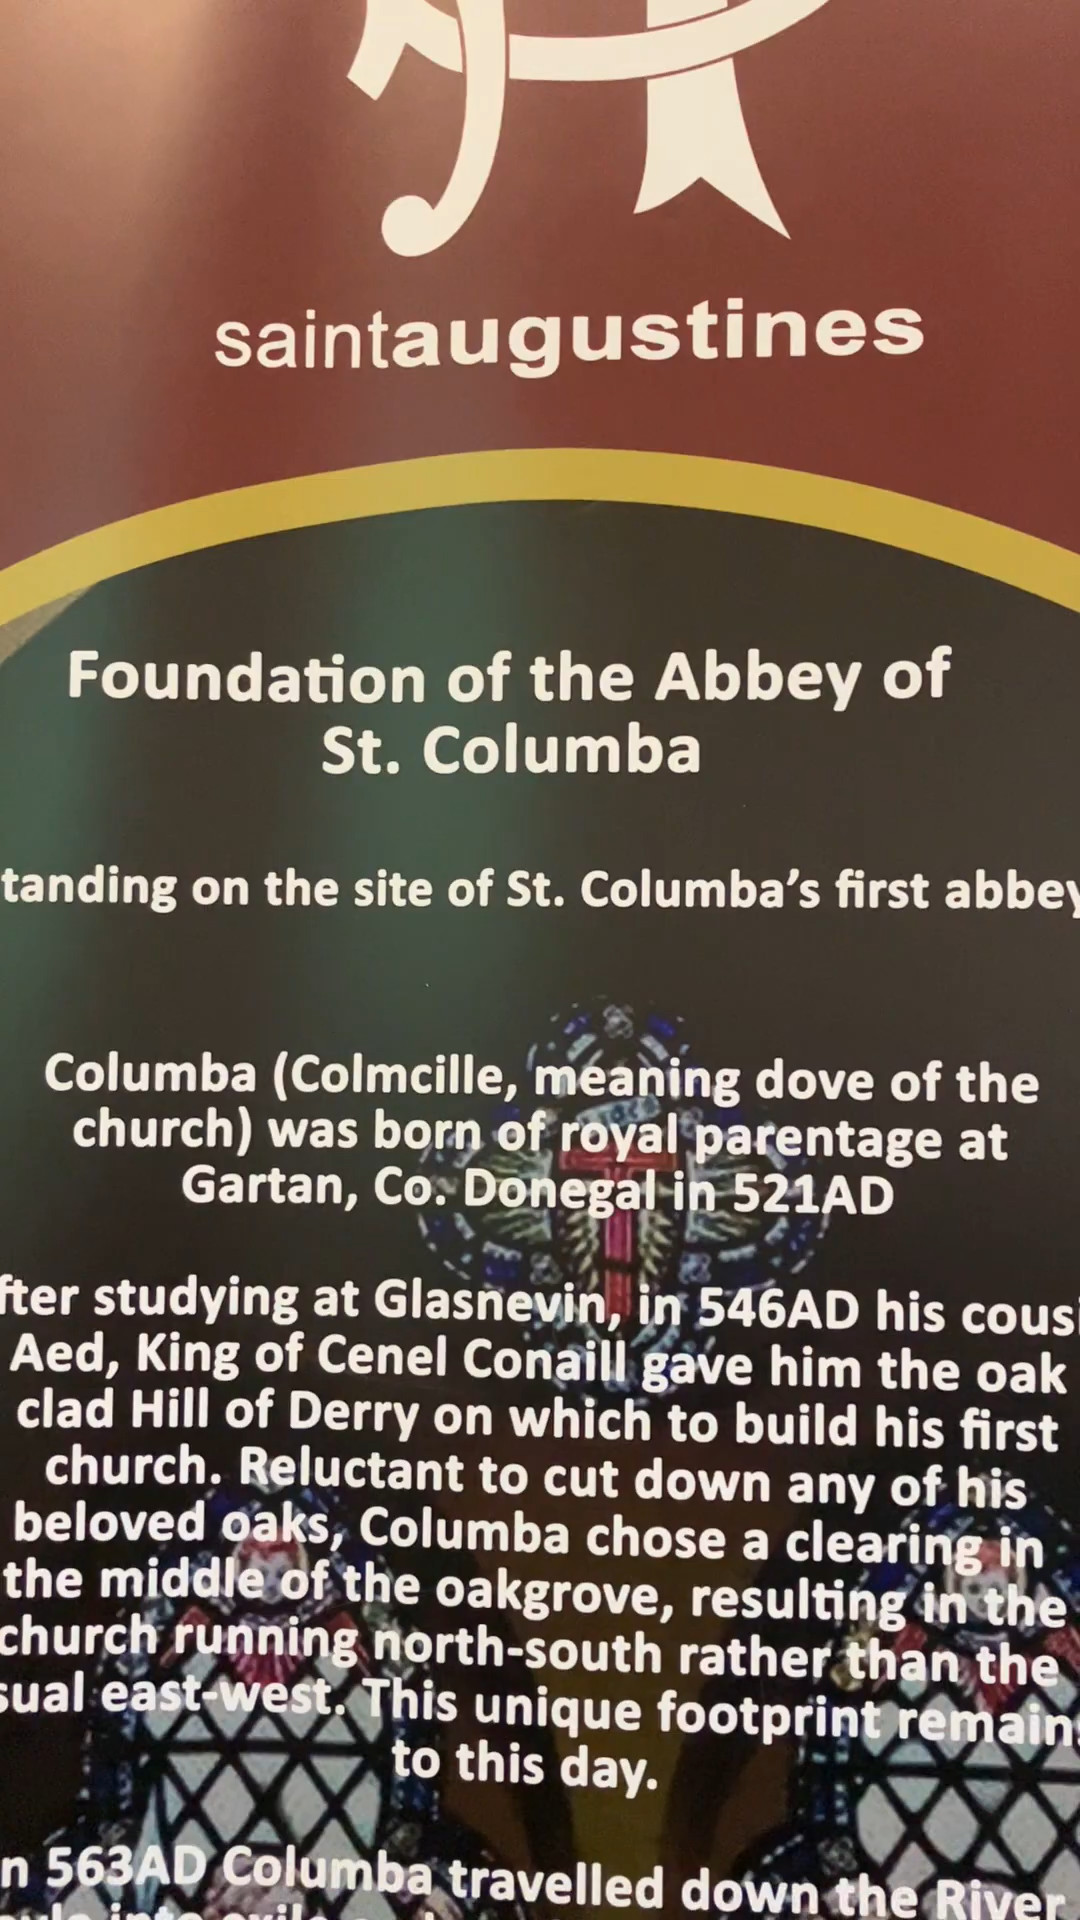 saintaugustines
Foundation of the Abbey of
St. Columba
tanding on the site of St. Columba's first abbey
Columba (Colmcille, meaning dove of the
church) was born of royal parentage at
Gartan, Co. Donegal in 521AD
fter studying at Glasnevin, in 546AD his cousi
Aed, King of Cenel Conaill gave him the oak
clad Hill of Derry on which to build his first
church. Reluctant to cut down any of his
beloved oaks, Columba chose a clearing in
the middle of the oakgrove, resulting in the
church running north-south rather than the
sual east-west. This unique footprint remains
to this day.
n 563AD Columba travelled down the River
into exile